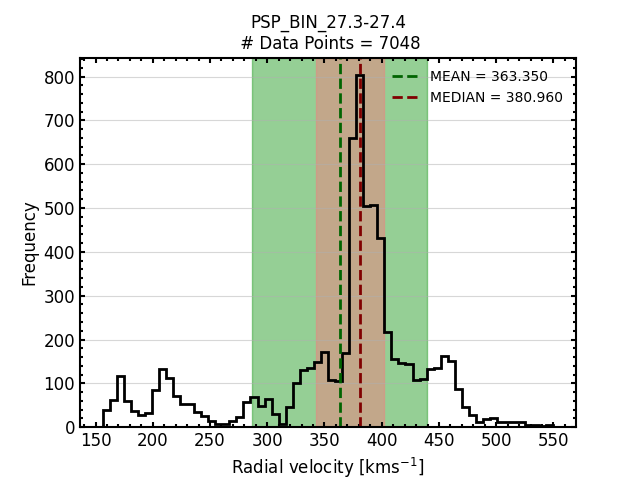 PSP_BIN_27.3-27.4
# Data Points = 7048
MEAN = 363.350
MEDIAN = 380.960
800
700
600
500
400
300
200
100
0
Frequency
150 200 250 300 350 400 450 500 550
Radial velocity [kms⁻¹]